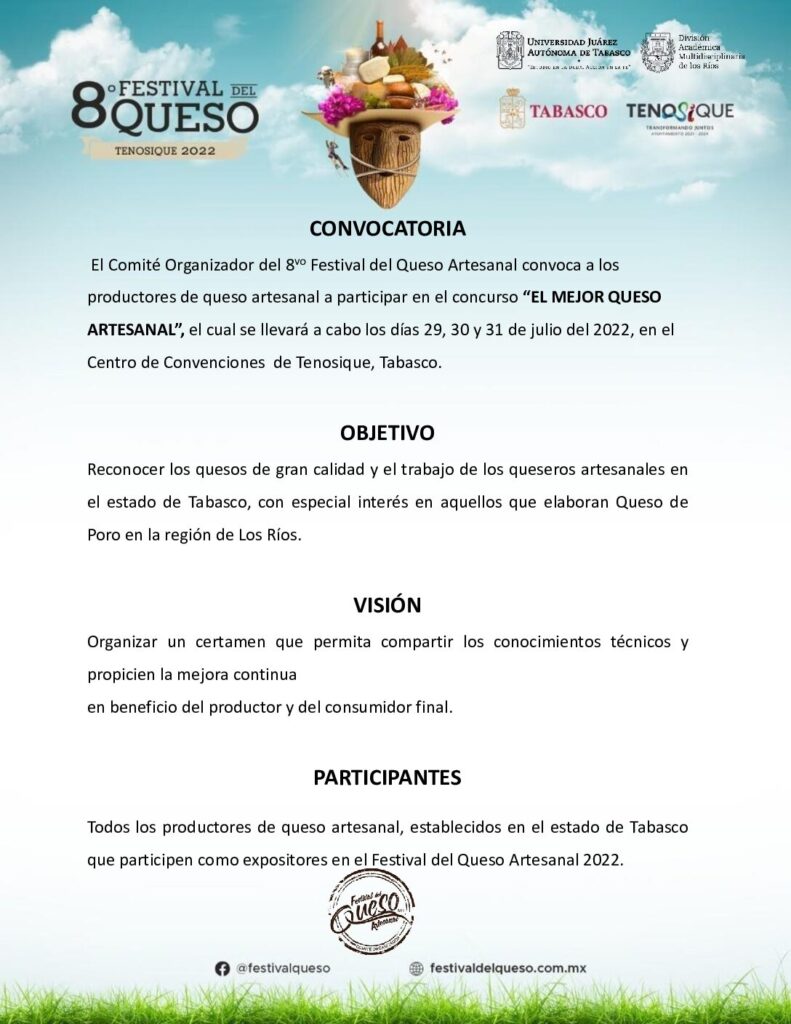 8° FESTIVAL DEL
QUESO
TENOSIQUE 2022
UNIVERSIDAD JUÁREZ
AUTÓNOMA DE TABASCO
"ESTUDIO EN LA DUDA. ACCIÓN EN LA FE"
División
Académica
Multidisciplinaria
de los Ríos
TABASCO
TENOSIQUE
TRANSFORMANDO JUNTOS
AYUNTAMIENTO 2021 - 2024
CONVOCATORIA
El Comité Organizador del 8vo Festival del Queso Artesanal convoca a los
productores de queso artesanal a participar en el concurso “EL MEJOR QUESO
ARTESANAL”, el cual se llevará a cabo los días 29, 30 y 31 de julio del 2022, en el
Centro de Convenciones de Tenosique, Tabasco.
OBJETIVO
Reconocer los quesos de gran calidad y el trabajo de los queseros artesanales en
el estado de Tabasco, con especial interés en aquellos que elaboran Queso de
Poro en la región de Los Ríos.
VISIÓN
Organizar un certamen que permita compartir los conocimientos técnicos y
propicien la mejora continua
en beneficio del productor y del consumidor final.
PARTICIPANTES
Todos los productores de queso artesanal, establecidos en el estado de Tabasco
que participen como expositores en el Festival del Queso Artesanal 2022.
Festival del
Queso
Artesanal
COMITÉ ORGANIZADOR
@festivalqueso
festivaldelqueso.com.mx